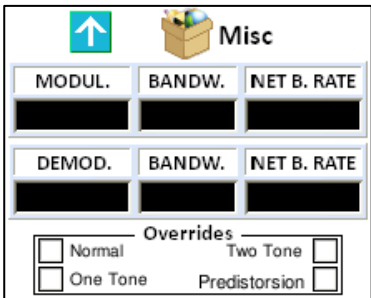 Misc
MODUL. BANDW. NET B. RATE
DEMOD. BANDW. NET B. RATE
Overrides
Normal Two Tone
One Tone Predistorsion